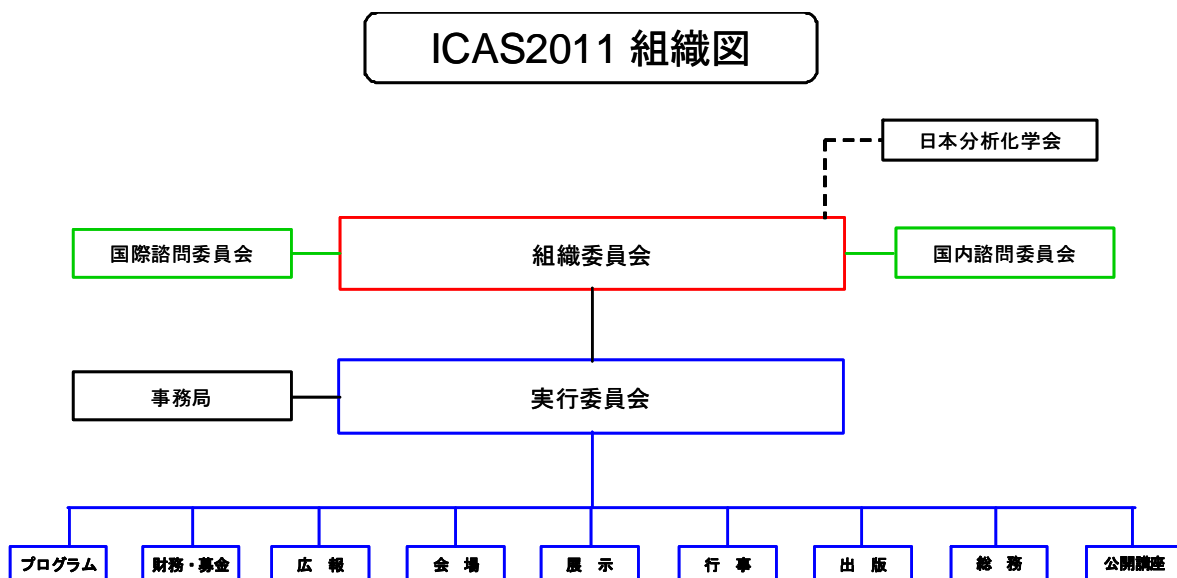 ICAS2011 組織図
日本分析化学会
国際諮問委員会
組織委員会
国内諮問委員会
事務局
実行委員会
プログラム
財務・募金
広 報
会 場
展 示
行 事
出 版
総 務
公開講座